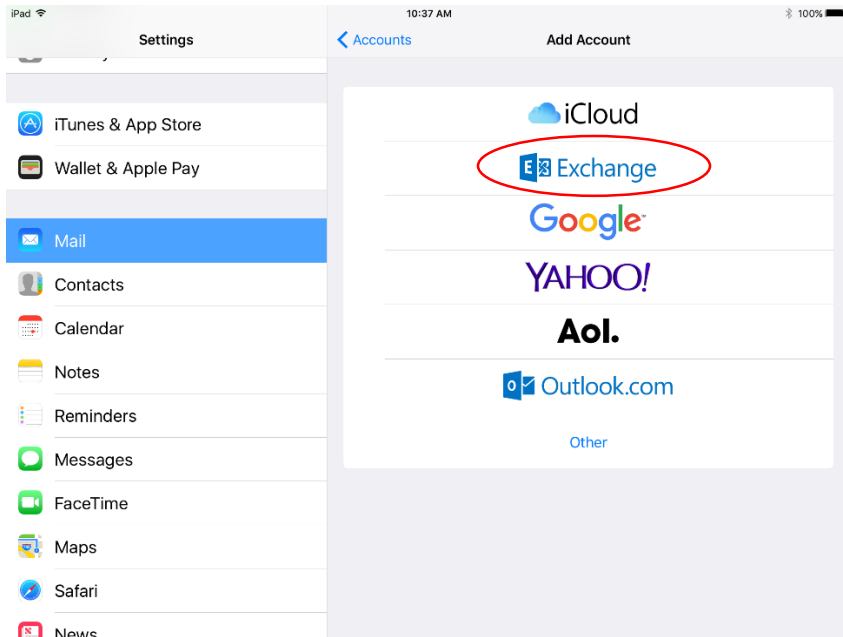 iPad
10:37 AM
100%
Settings
Accounts
Add Account
iTunes & App Store
Wallet & Apple Pay
Mail
Contacts
Calendar
Notes
Reminders
Messages
FaceTime
Maps
Safari
News
iCloud
Exchange
Google
YAHOO!
Aol.
Outlook.com
Other